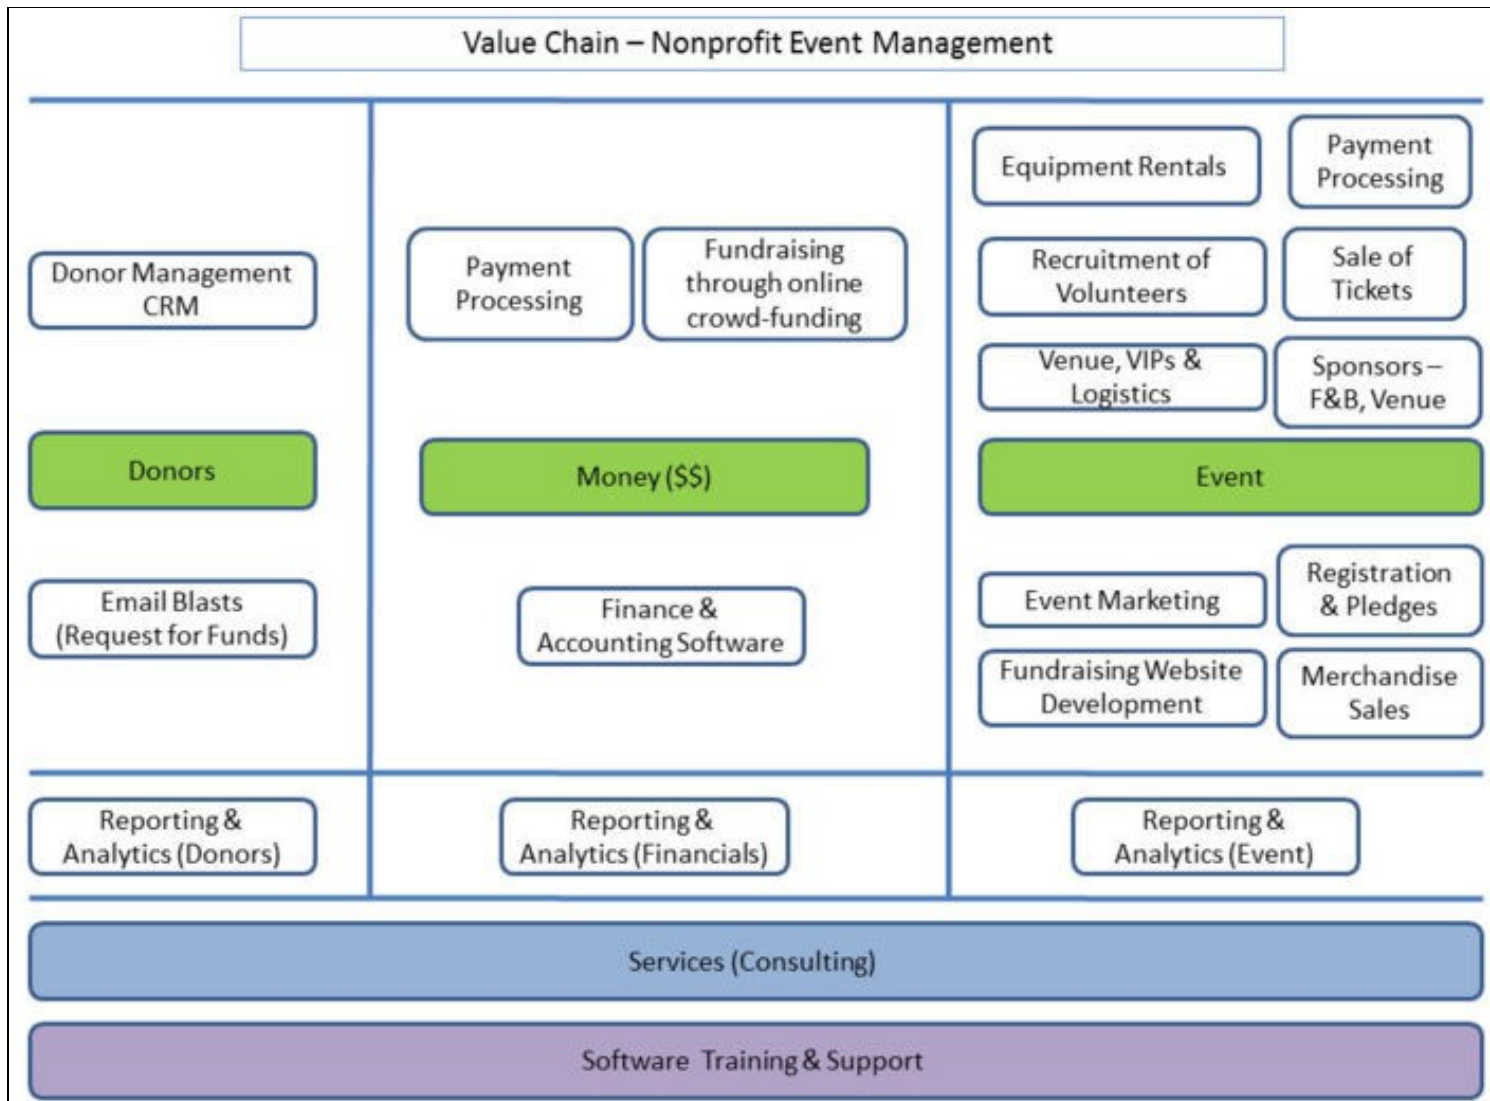 Value Chain – Nonprofit Event Management
Donor Management
CRM
Donors
Email Blasts
(Request for Funds)
Payment
Processing
Fundraising
through online
crowd-funding
Money ($$)
Finance &
Accounting Software
Equipment Rentals
Payment
Processing
Recruitment of
Volunteers
Sale of
Tickets
Venue, VIPs &
Logistics
Sponsors –
F&B, Venue
Event
Event Marketing
Registration
& Pledges
Fundraising Website
Development
Merchandise
Sales
Reporting &
Analytics (Donors)
Reporting &
Analytics (Financials)
Reporting &
Analytics (Event)
Services (Consulting)
Software Training & Support